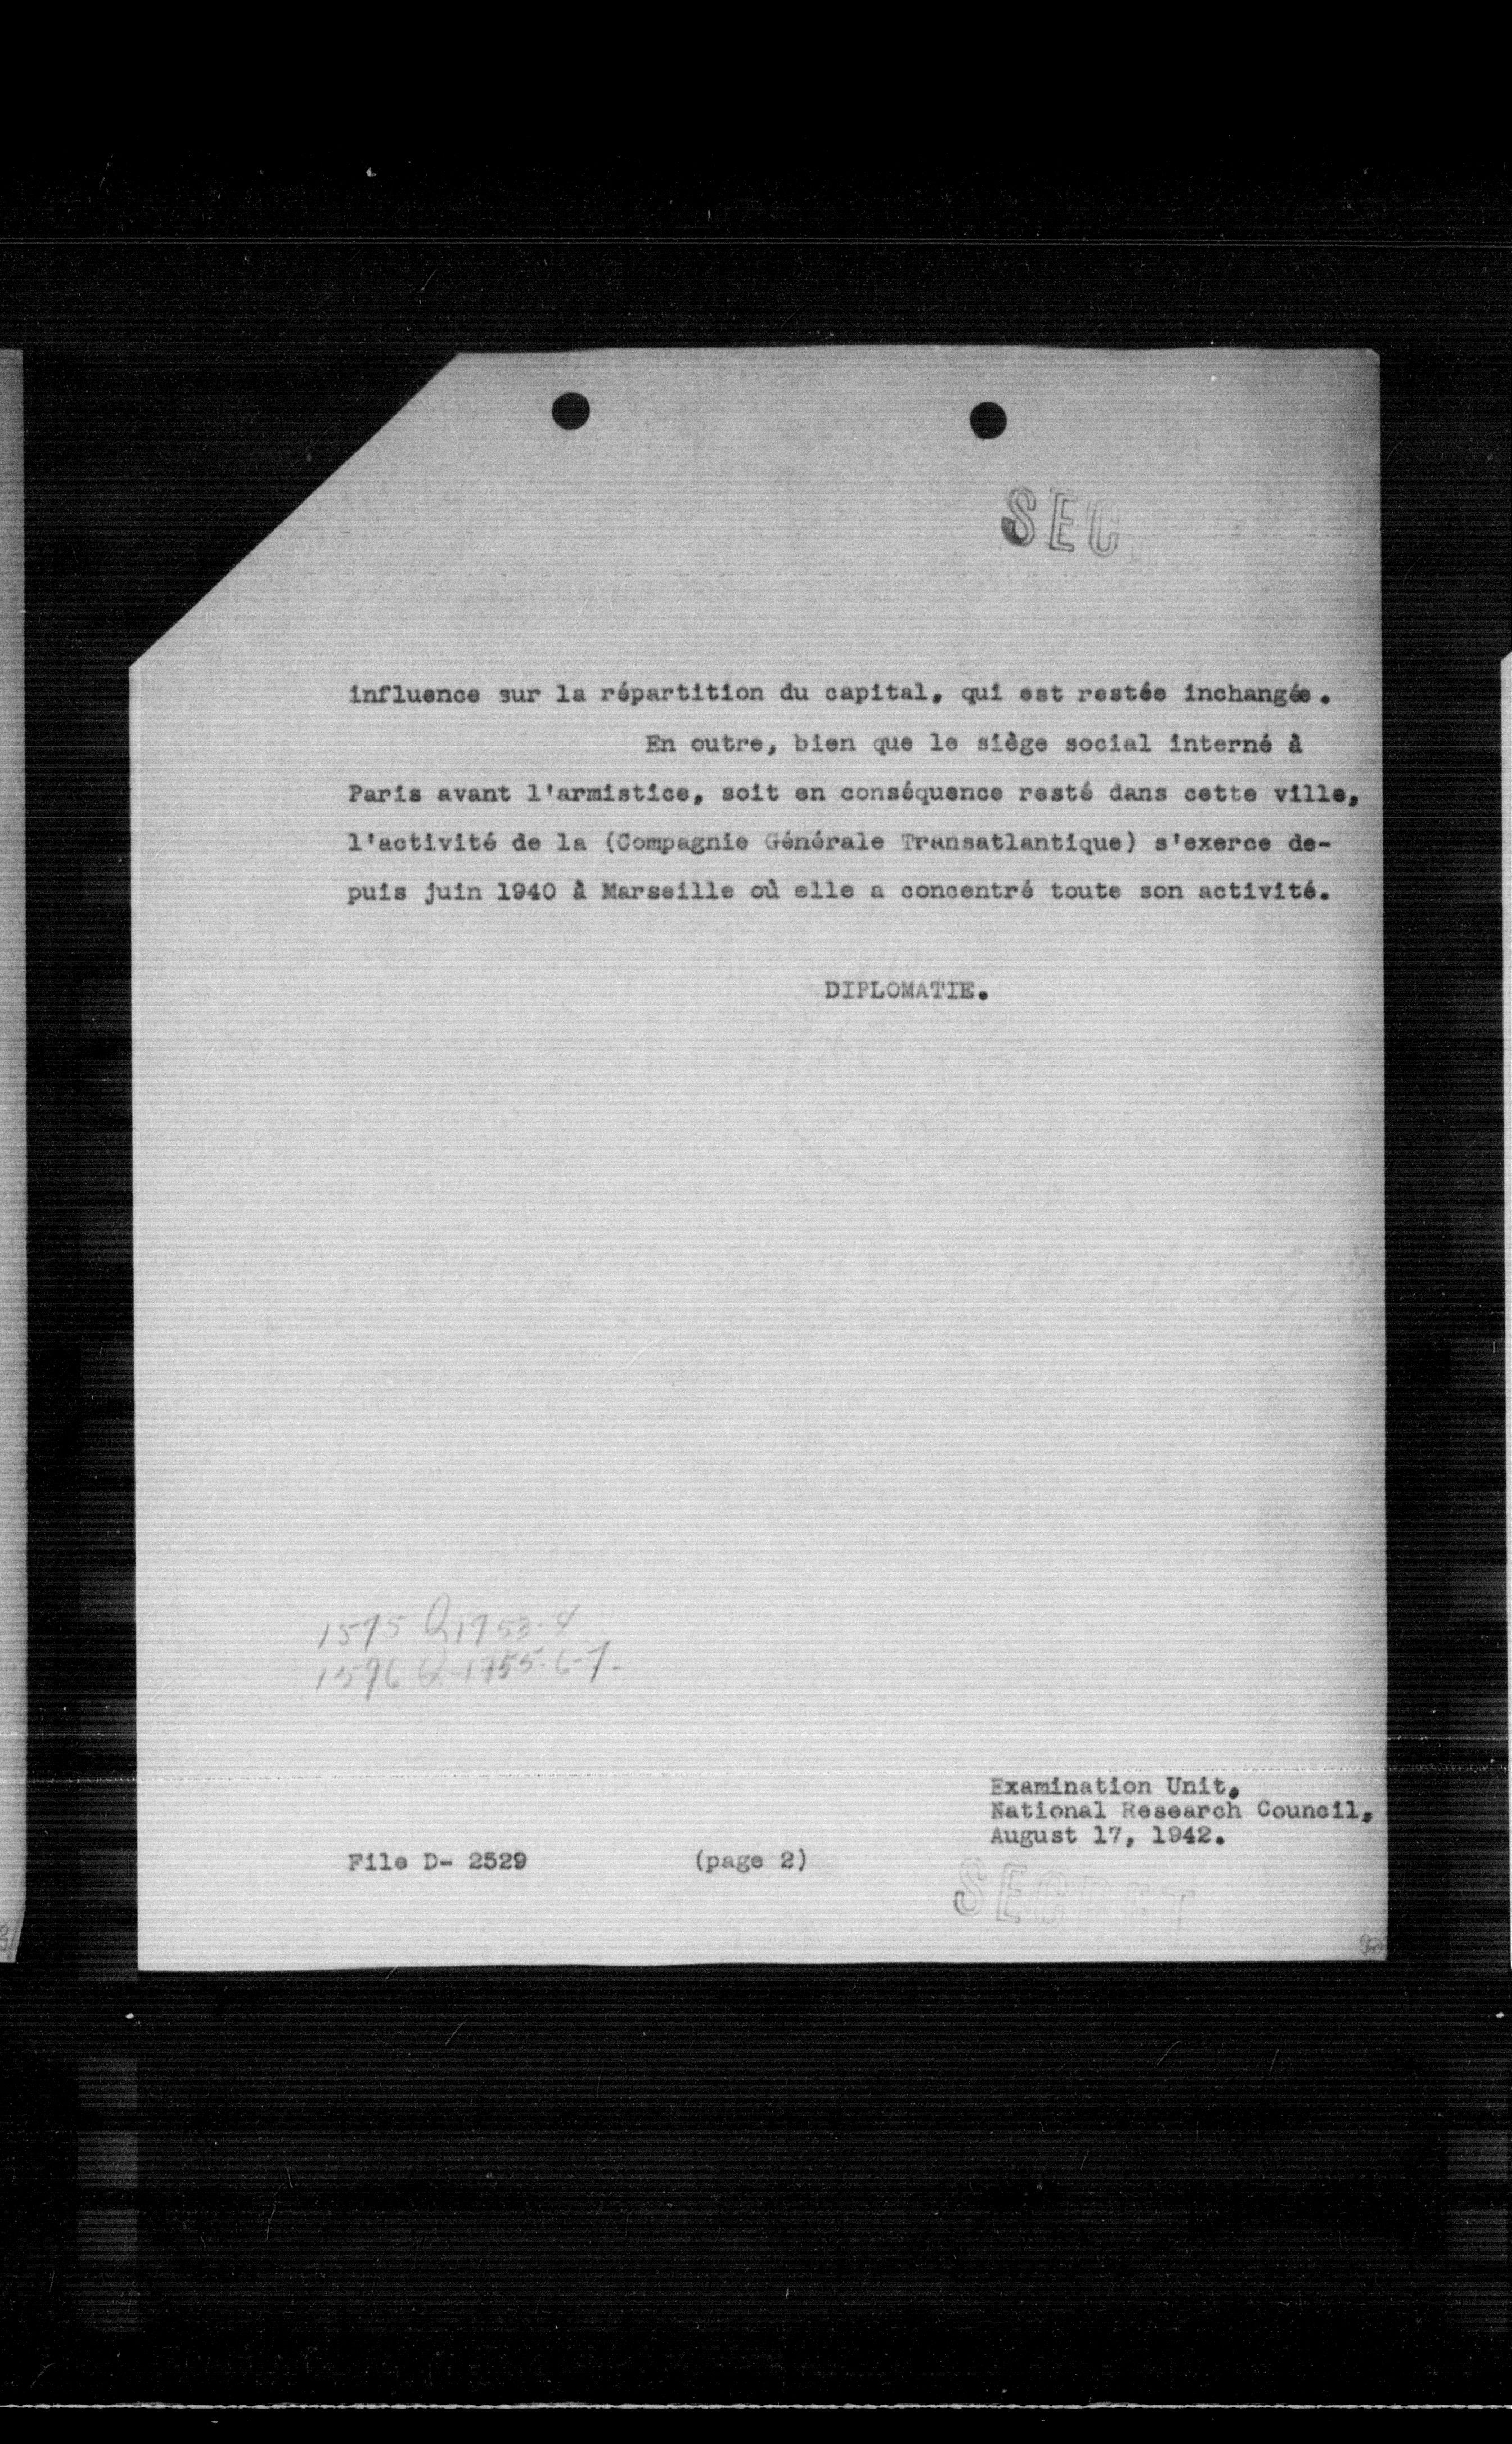 SEC
influence sur la répartition du capital, qui est restée inchangée.
En outre, bien que le siège social interné à
Paris avant l'armistice, soit en conséquence resté dans cette ville,
l'activité de la (Compagnie Générale Transatlantique) s'exerce de-
puis juin 1940 à Marseille où elle a concentré toute son activité.
DIPLOMATIE.
1575 Q1753-4
1576 Q-1755-6-7.
Examination Unit,
National Research Council,
August 17, 1942.
File D- 2529 (page 2)
SECRET